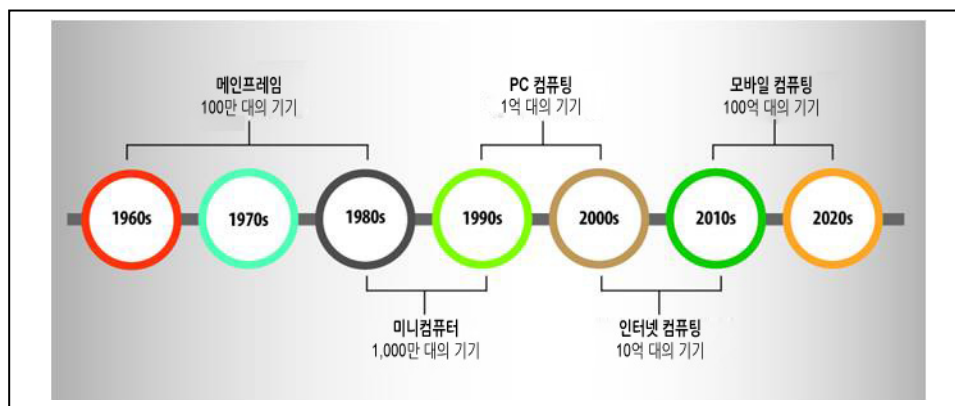 메인프레임
100만 대의 기기
PC 컴퓨팅
1억 대의 기기
모바일 컴퓨팅
100억 대의 기기
1960s
1970s
1980s
1990s
2000s
2010s
2020s
미니컴퓨터
1,000만 대의 기기
인터넷 컴퓨팅
10억 대의 기기